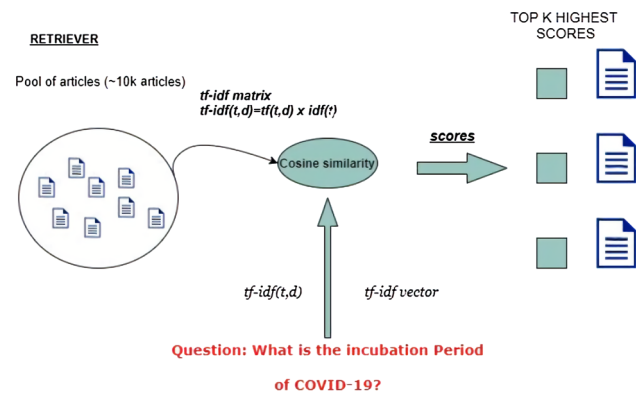 TOP K HIGHEST
SCORES
RETRIEVER
Pool of articles (~10k articles)
tf-idf matrix
tf-idf(t,d)=tf(t,d) x idf(t)
Cosine similarity
scores
tf-idf(t,d)
tf-idf vector
Question: What is the incubation Period
of COVID-19?